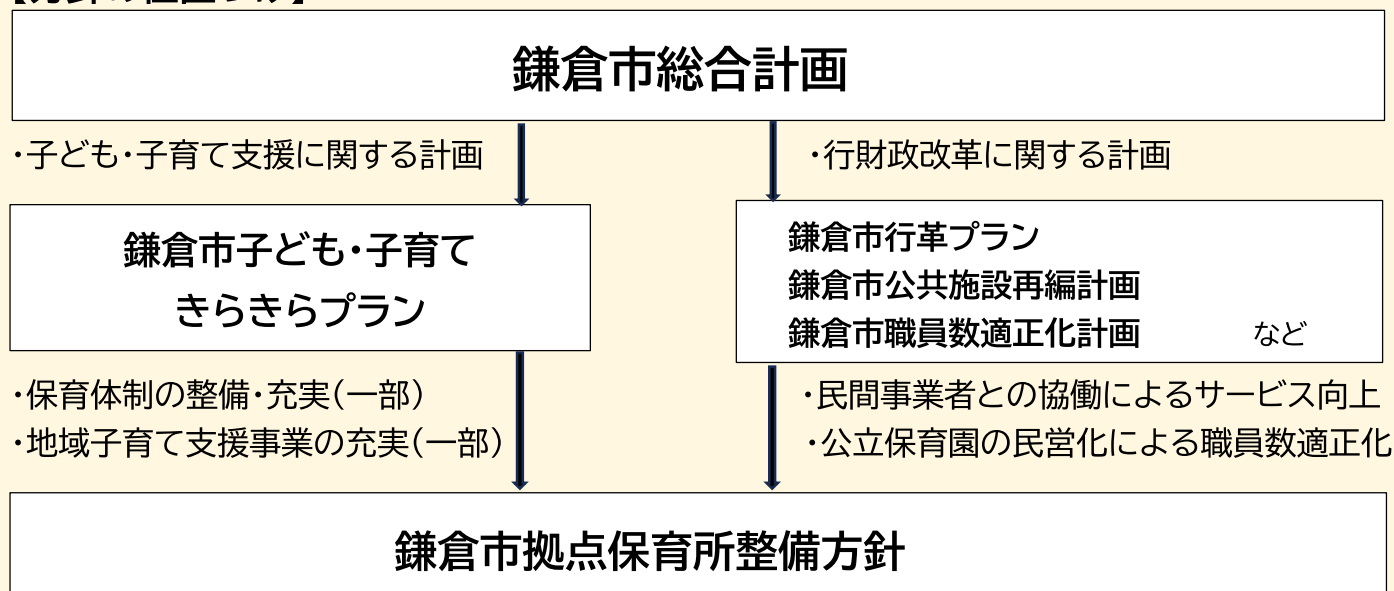 鎌倉市総合計画
・子ども・子育て支援に関する計画
・行財政改革に関する計画
鎌倉市子ども・子育て
きらきらプラン
鎌倉市行革プラン
鎌倉市公共施設再編計画
鎌倉市職員数適正化計画 など
・保育体制の整備・充実(一部)
・地域子育て支援事業の充実(一部)
・民間事業者との協働によるサービス向上
・公立保育園の民営化による職員数適正化
鎌倉市拠点保育所整備方針